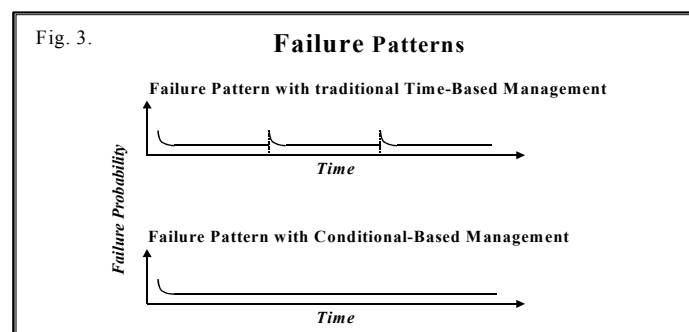 Fig. 3.
Failure Patterns
Failure Pattern with traditional Time-Based Management
Time
Failure Probability
Failure Pattern with Conditional-Based Management
Time